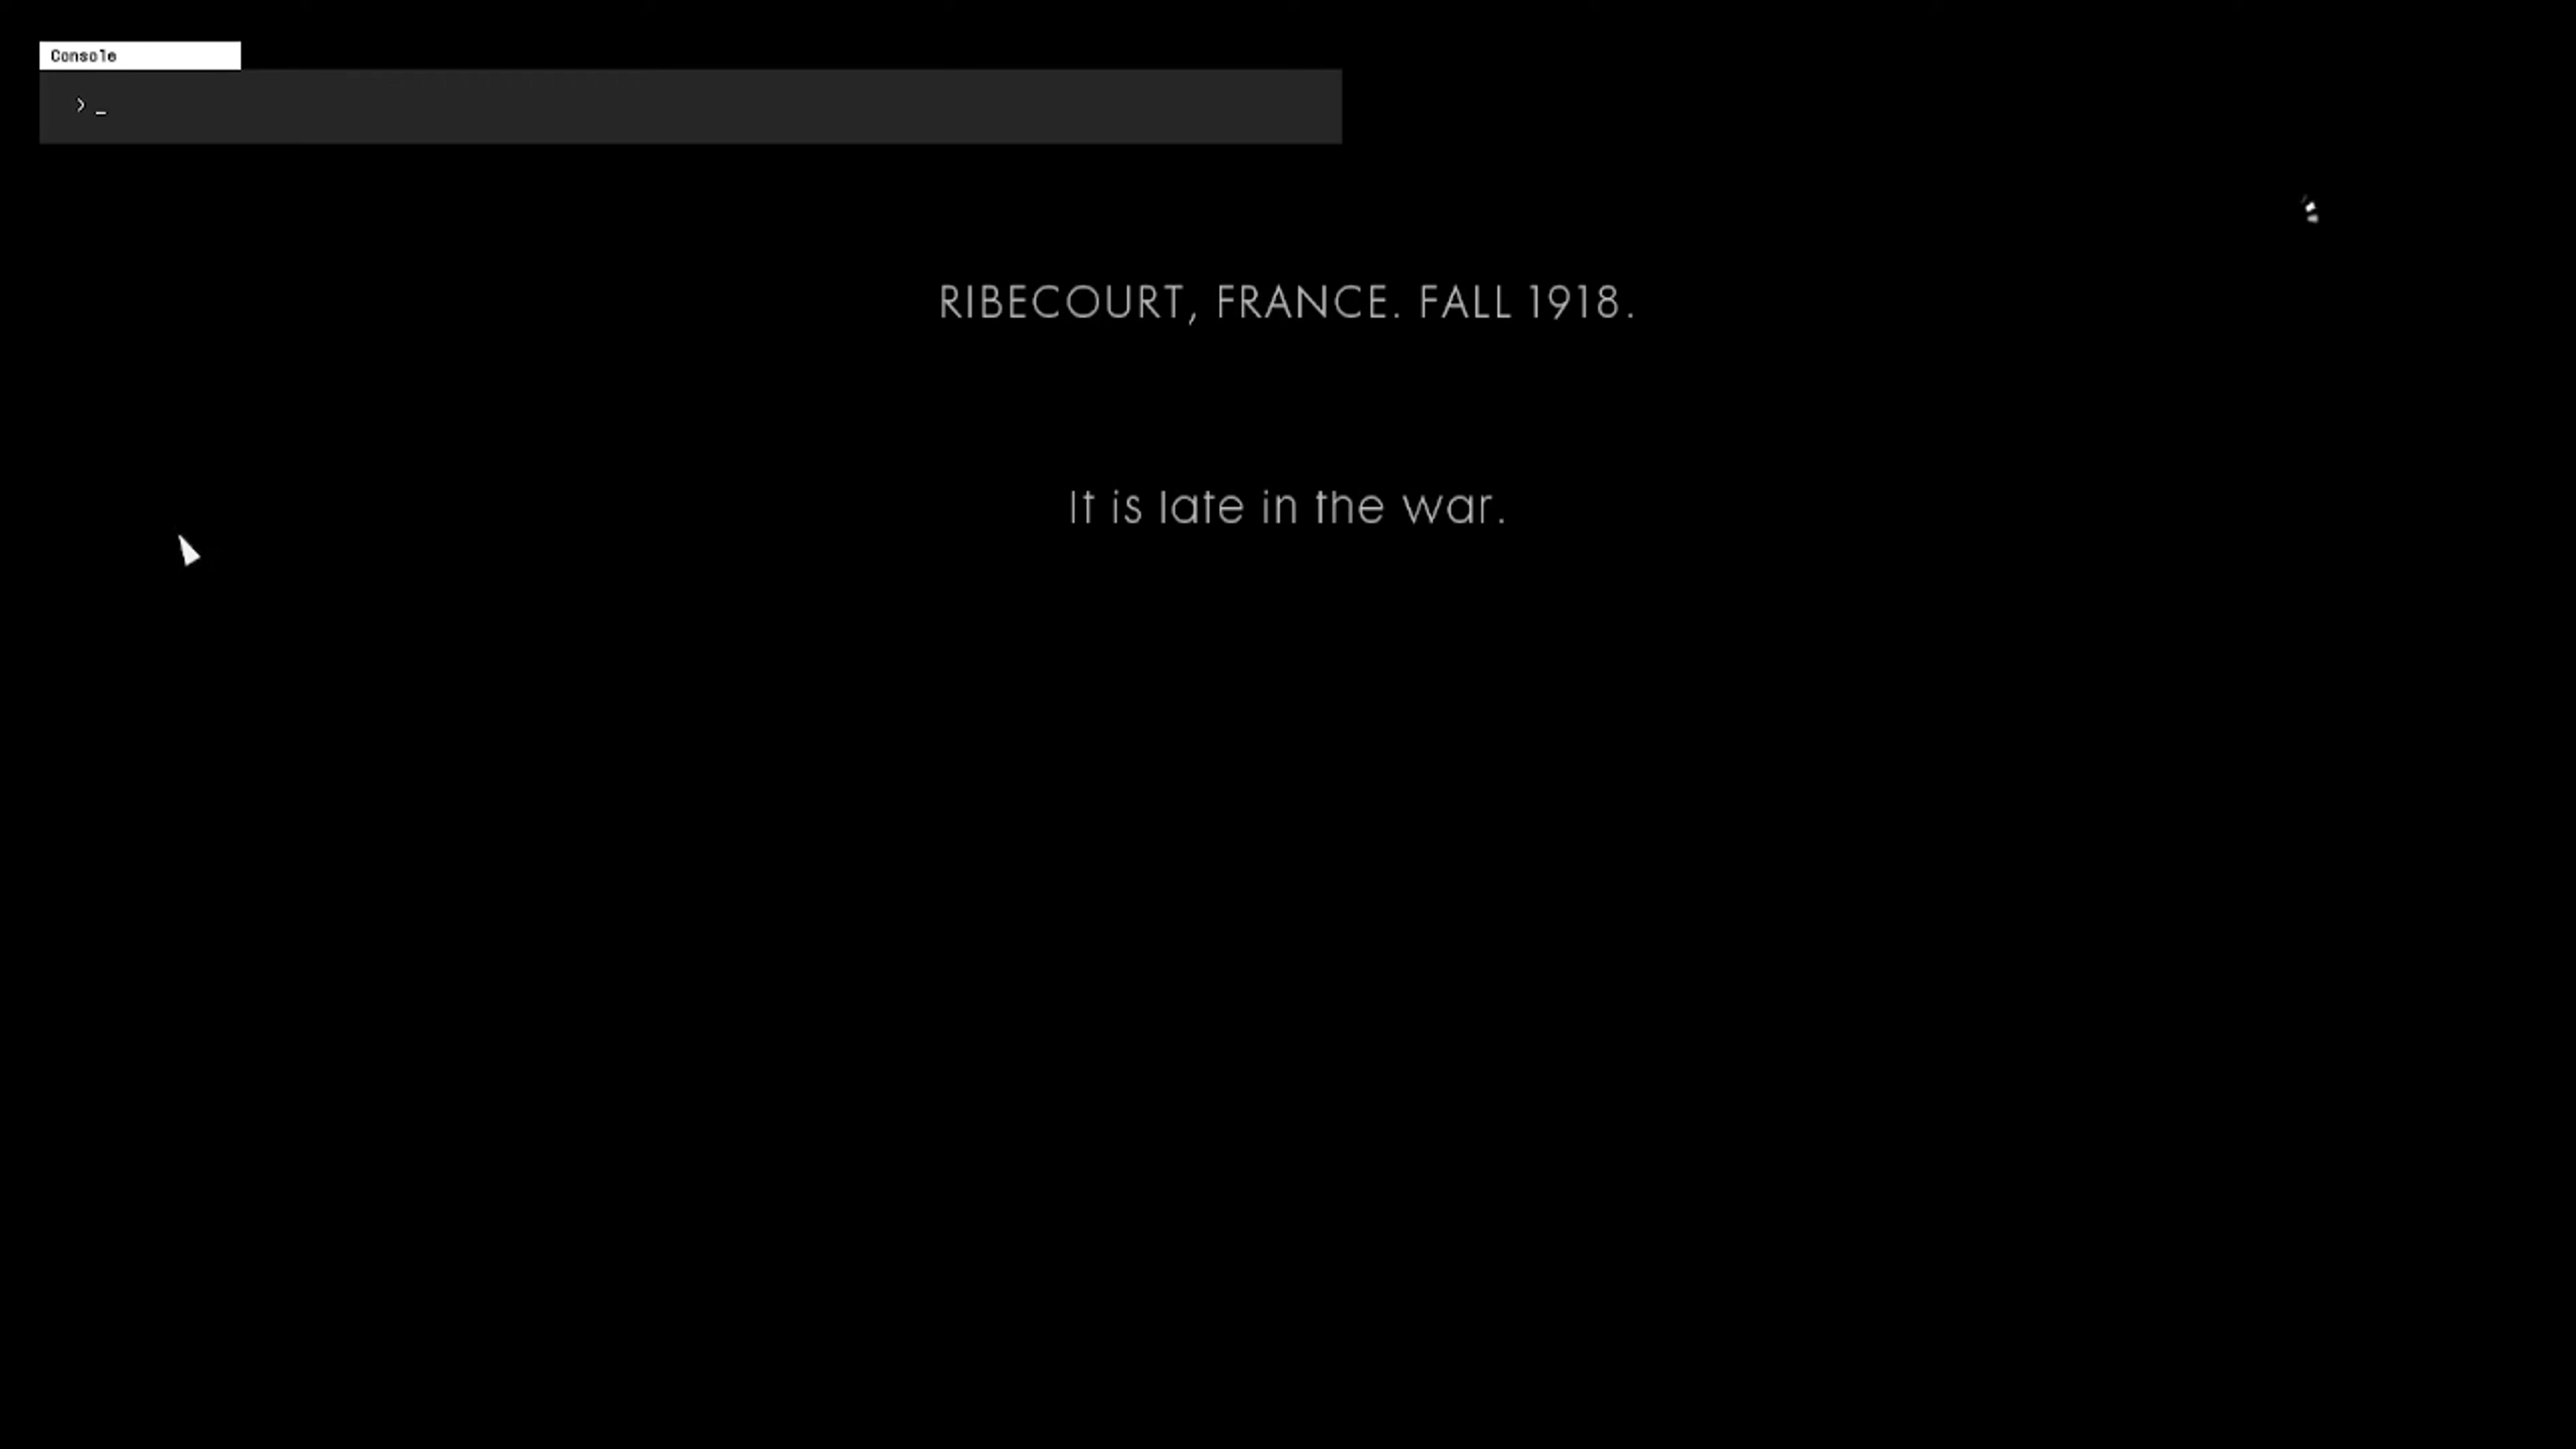 Console
> _
RIBECOURT, FRANCE. FALL 1918.
It is late in the war.